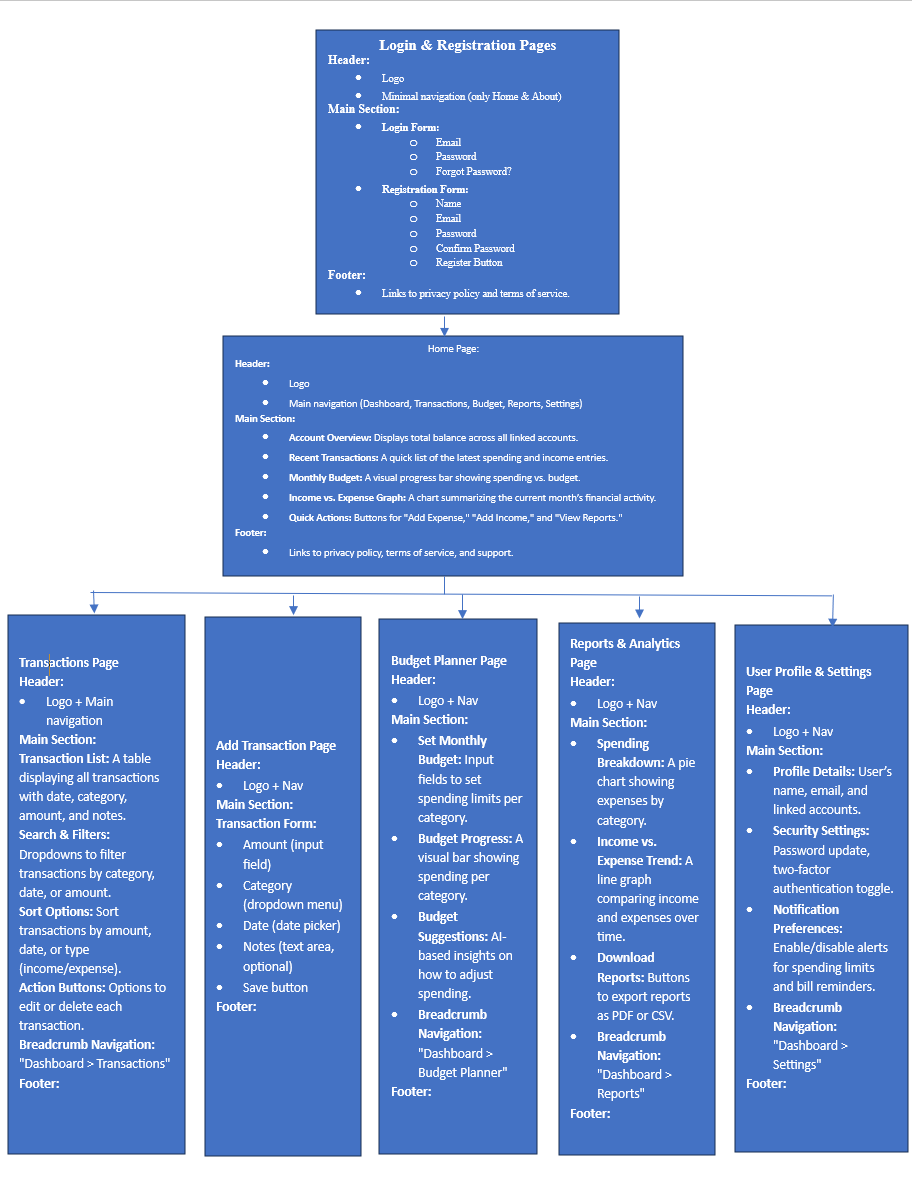 Login & Registration Pages
Header:
Logo
Minimal navigation (only Home & About)
Main Section:
Login Form:
Email
Password
Forgot Password?
Registration Form:
Name
Email
Password
Confirm Password
Register Button
Footer:
Links to privacy policy and terms of service.
Home Page:
Header:
Logo
Main navigation (Dashboard, Transactions, Budget, Reports, Settings)
Main Section:
Account Overview: Displays total balance across all linked accounts.
Recent Transactions: A quick list of the latest spending and income entries.
Monthly Budget: A visual progress bar showing spending vs. budget.
Income vs. Expense Graph: A chart summarizing the current month’s financial activity.
Quick Actions: Buttons for "Add Expense," "Add Income," and "View Reports."
Footer:
Links to privacy policy, terms of service, and support.
Transactions Page
Header:
Logo + Main
navigation
Main Section:
Transaction List: A table
displaying all transactions
with date, category,
amount, and notes.
Search & Filters:
Dropdowns to filter
transactions by category,
date, or amount.
Sort Options: Sort
transactions by amount,
date, or type
(income/expense).
Action Buttons: Options to
edit or delete each
transaction.
Breadcrumb Navigation:
"Dashboard > Transactions"
Footer:
Add Transaction Page
Header:
Logo + Nav
Main Section:
Transaction Form:
Amount (input
field)
Category
(dropdown menu)
Date (date picker)
Notes (text area,
optional)
Save button
Footer:
Budget Planner Page
Header:
Logo + Nav
Main Section:
Set Monthly
Budget: Input
fields to set
spending limits per
category.
Budget Progress: A
visual bar showing
spending per
category.
Budget
Suggestions: AI-
based insights on
how to adjust
spending.
Breadcrumb
Navigation:
"Dashboard >
Budget Planner"
Footer:
Reports & Analytics
Page
Header:
Logo + Nav
Main Section:
Spending
Breakdown: A pie
chart showing
expenses by
category.
Income vs.
Expense Trend: A
line graph
comparing income
and expenses over
time.
Download
Reports: Buttons
to export reports
as PDF or CSV.
Breadcrumb
Navigation:
"Dashboard >
Reports"
Footer:
User Profile & Settings
Page
Header:
Logo + Nav
Main Section:
Profile Details: User’s
name, email, and
linked accounts.
Security Settings:
Password update,
two-factor
authentication toggle.
Notification
Preferences:
Enable/disable alerts
for spending limits
and bill reminders.
Breadcrumb
Navigation:
"Dashboard >
Settings"
Footer: